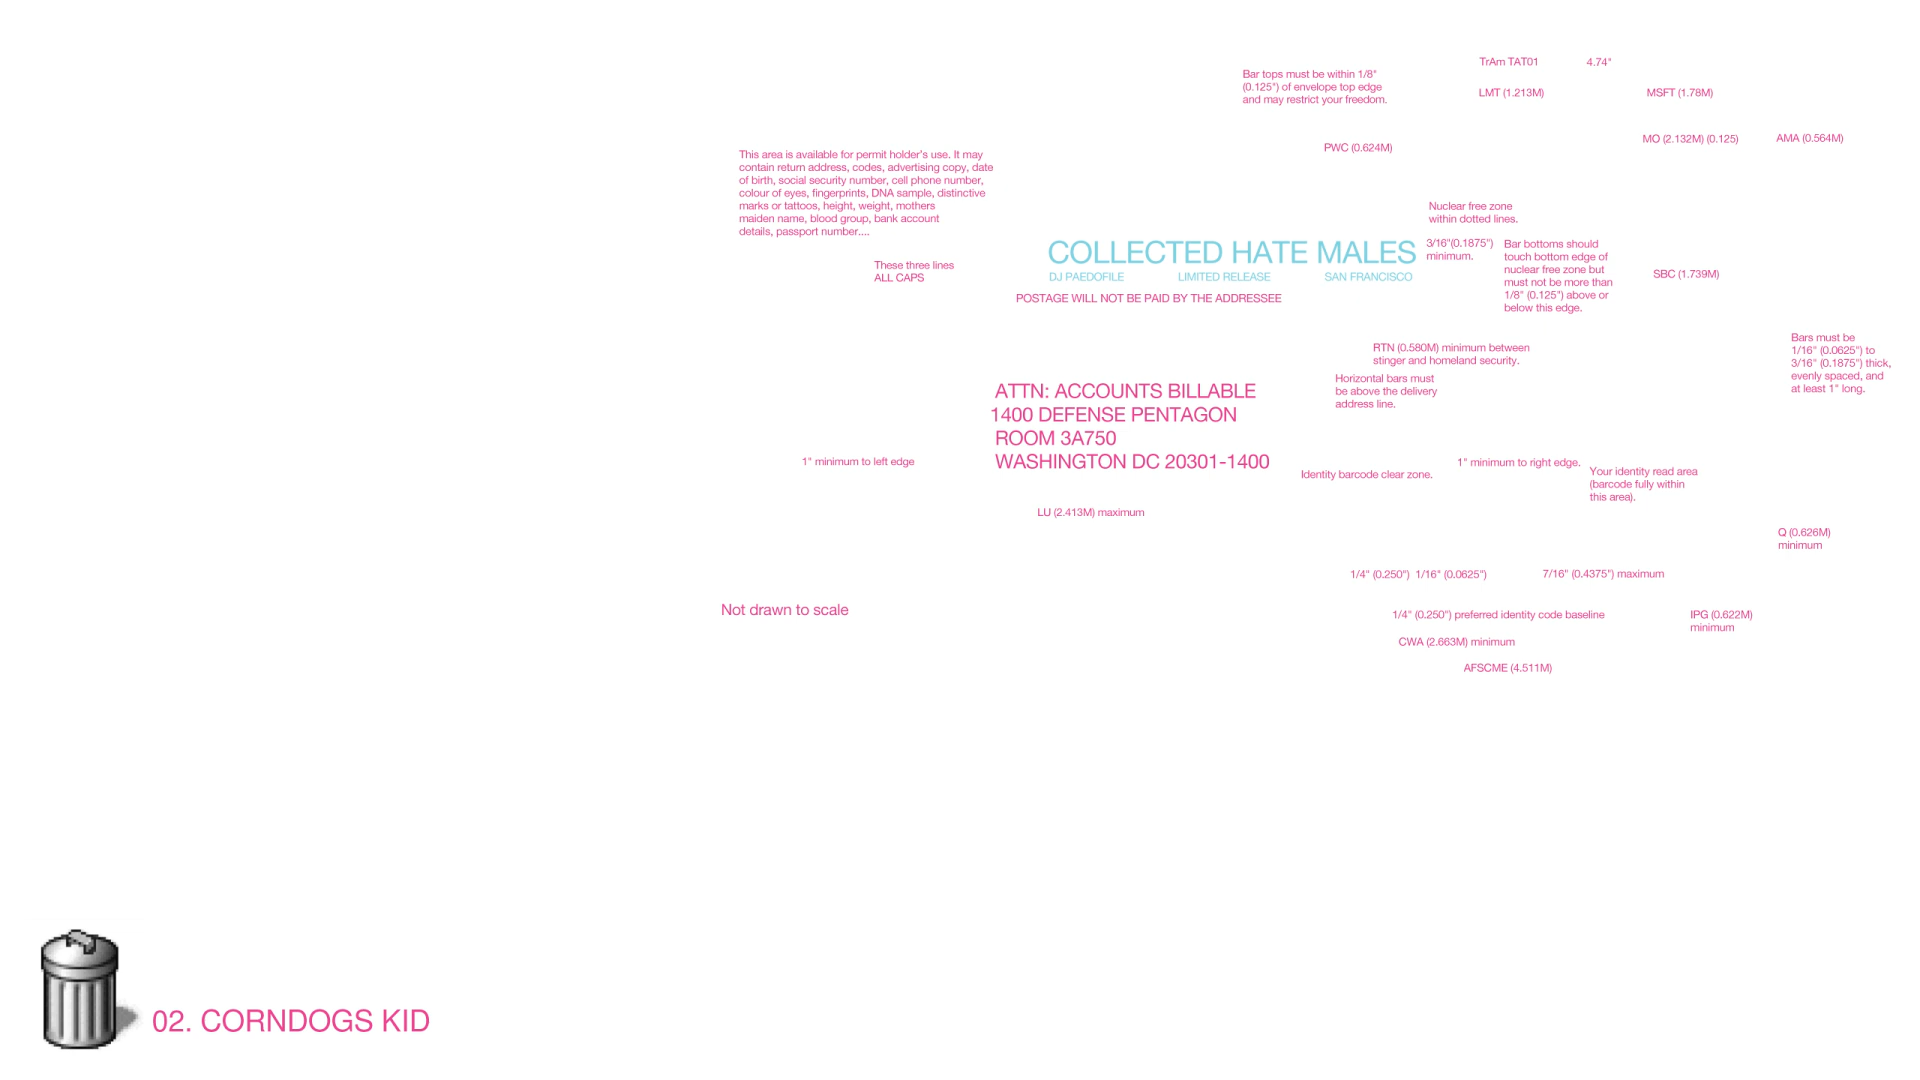 TrAm TAT01 4.74"
Bar tops must be within 1/8"
(0.125") of envelope top edge
and may restrict your freedom.
LMT (1.213M)
MSFT (1.78M)
MO (2.132M) (0.125)
AMA (0.564M)
PWC (0.624M)
This area is available for permit holder's use. It may
contain return address, codes, advertising copy, date
of birth, social security number, cell phone number,
colour of eyes, fingerprints, DNA sample, distinctive
marks or tattoos, height, weight, mothers
maiden name, blood group, bank account
details, passport number....
Nuclear free zone
within dotted lines.
COLLECTED HATE MALES
DJ PAEDOFILE LIMITED RELEASE SAN FRANCISCO
3/16"(0.1875")
minimum.
Bar bottoms should
touch bottom edge of
nuclear free zone but
must not be more than
1/8" (0.125") above or
below this edge.
SBC (1.739M)
These three lines
ALL CAPS
POSTAGE WILL NOT BE PAID BY THE ADDRESSEE
Bars must be
1/16" (0.0625") to
3/16" (0.1875") thick,
evenly spaced, and
at least 1" long.
RTN (0.580M) minimum between
stinger and homeland security.
Horizontal bars must
be above the delivery
address line.
ATTN: ACCOUNTS BILLABLE
1400 DEFENSE PENTAGON
ROOM 3A750
WASHINGTON DC 20301-1400
1" minimum to left edge
Identity barcode clear zone.
1" minimum to right edge.
Your identity read area
(barcode fully within
this area).
LU (2.413M) maximum
Q (0.626M)
minimum
1/4" (0.250") 1/16" (0.0625")
7/16" (0.4375") maximum
Not drawn to scale
1/4" (0.250") preferred identity code baseline
IPG (0.622M)
minimum
CWA (2.663M) minimum
AFSCME (4.511M)
02. CORNDOGS KID